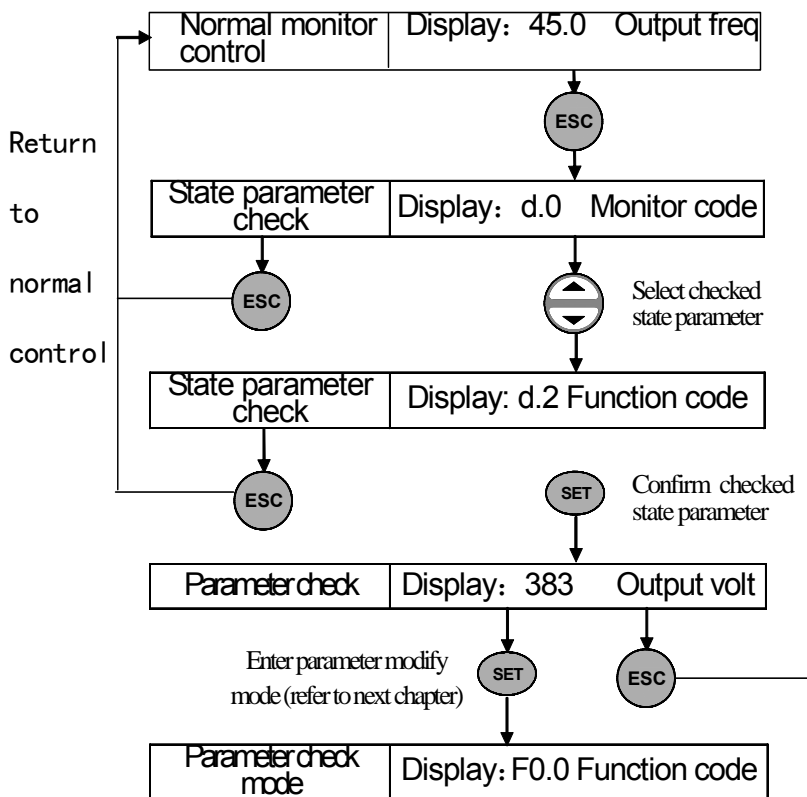 Normal monitor
control
Display：45.0 Output freq
ESC
Return
to
normal
control
State parameter
check
Display：d.0 Monitor code
ESC
Select checked
state parameter
State parameter
check
Display: d.2 Function code
ESC
SET
Confirm checked
state parameter
Parameter check
Display：383 Output volt
Enter parameter modify
mode (refer to next chapter)
SET
ESC
Parameter check
mode
Display：F0.0 Function code